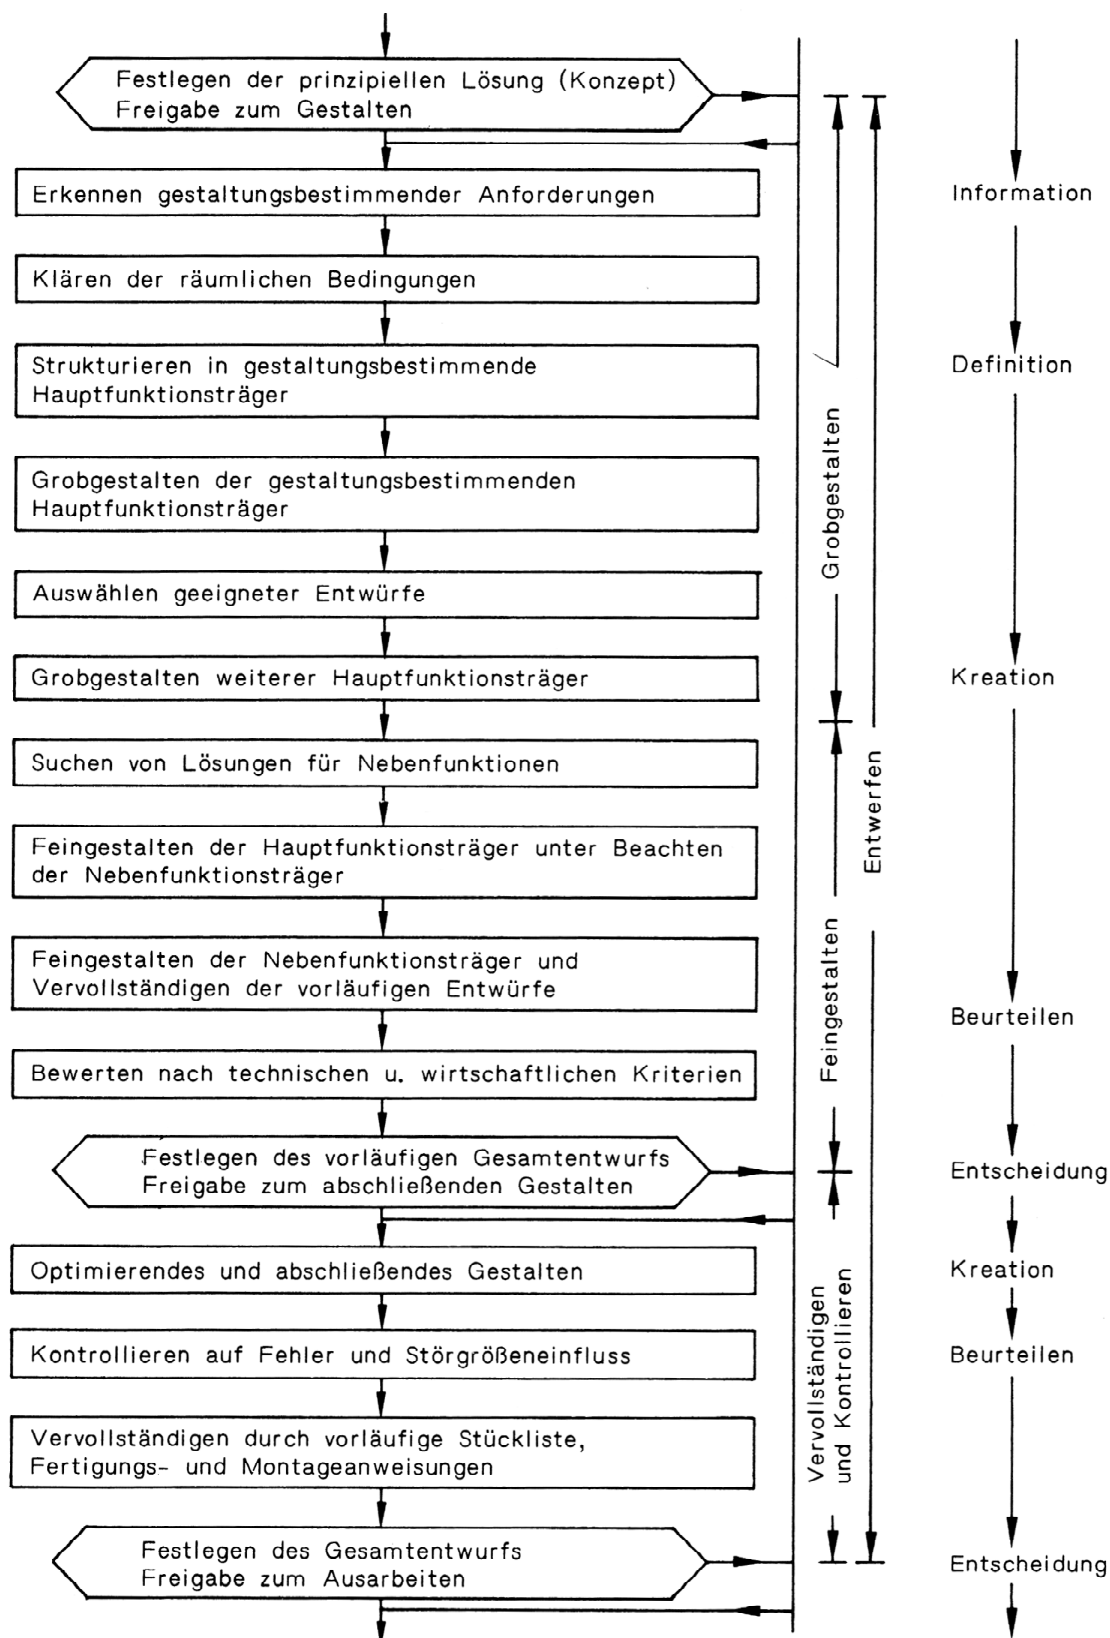 Festlegen der prinzipiellen Lösung (Konzept)
Freigabe zum Gestalten
Erkennen gestaltungsbestimmender Anforderungen
Klären der räumlichen Bedingungen
Strukturieren in gestaltungsbestimmende
Hauptfunktionsträger
Grobgestalten der gestaltungsbestimmenden
Hauptfunktionsträger
Auswählen geeigneter Entwürfe
Grobgestalten weiterer Hauptfunktionsträger
Suchen von Lösungen für Nebenfunktionen
Feingestalten der Hauptfunktionsträger unter Beachten
der Nebenfunktionsträger
Feingestalten der Nebenfunktionsträger und
Vervollständigen der vorläufigen Entwürfe
Bewerten nach technischen u. wirtschaftlichen Kriterien
Festlegen des vorläufigen Gesamtentwurfs
Freigabe zum abschließenden Gestalten
Optimierendes und abschließendes Gestalten
Kontrollieren auf Fehler und Störgrößeneinfluss
Vervollständigen durch vorläufige Stückliste,
Fertigungs- und Montageanweisungen
Festlegen des Gesamtentwurfs
Freigabe zum Ausarbeiten
Grobgestalten
Feingestalten
Vervollständigen
und Kontrollieren
Entwerfen
Information
Definition
Kreation
Beurteilen
Entscheidung
Kreation
Beurteilen
Entscheidung